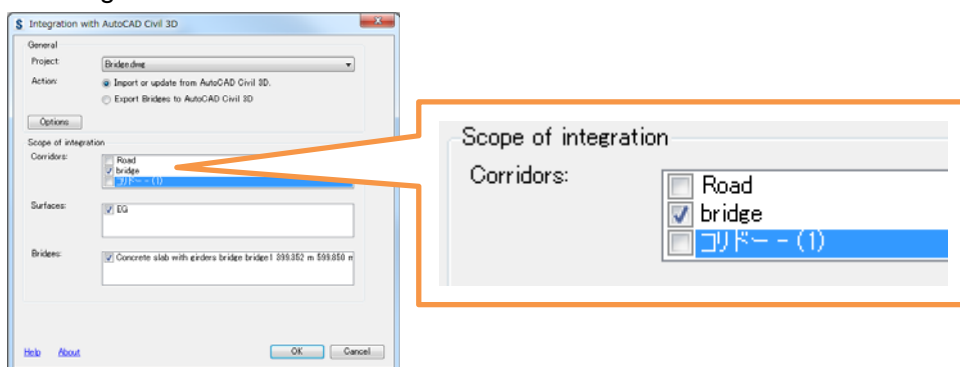 Integration with AutoCAD Civil 3D
General
Project: Bridge.dwg
Action: Import or update from AutoCAD Civil 3D.
Export Bridges to AutoCAD Civil 3D
Options
Scope of integration
Corridors:
Road
bridge
コリドー - (1)
Surfaces:
EG
Bridges:
Concrete slab with girders bridge bridge1 399.352 m 599.850 m
Help About OK Cancel
Scope of integration
Corridors:
Road
bridge
コリドー - (1)